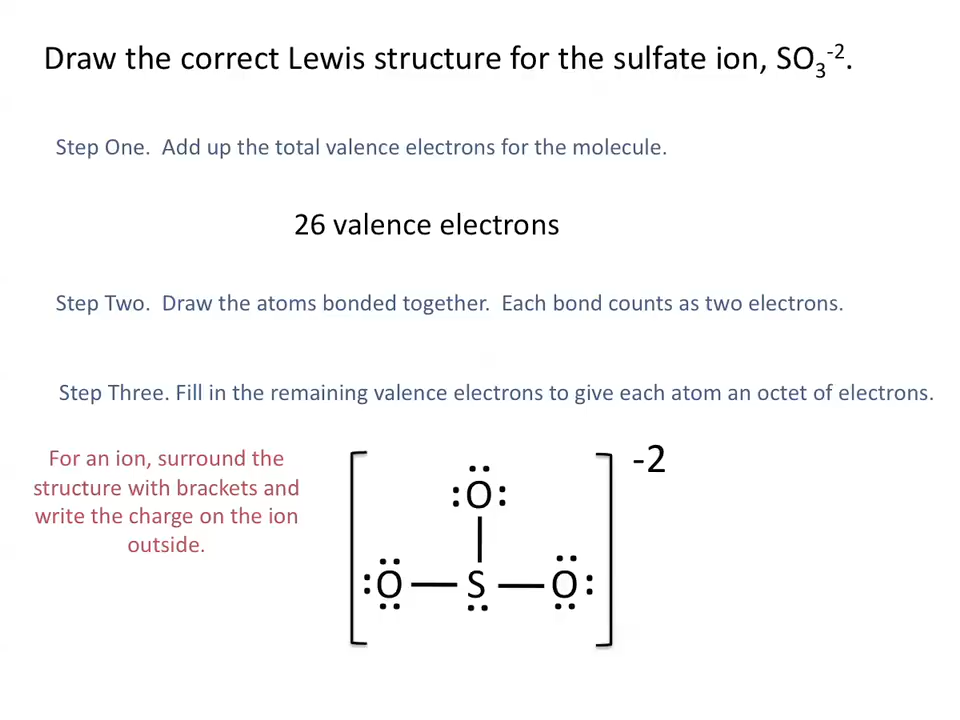 Draw the correct Lewis structure for the sulfate ion, SO₃⁻².
Step One. Add up the total valence electrons for the molecule.
26 valence electrons
Step Two. Draw the atoms bonded together. Each bond counts as two electrons.
Step Three. Fill in the remaining valence electrons to give each atom an octet of electrons.
For an ion, surround the
structure with brackets and
write the charge on the ion
outside.
-2
O
O S O